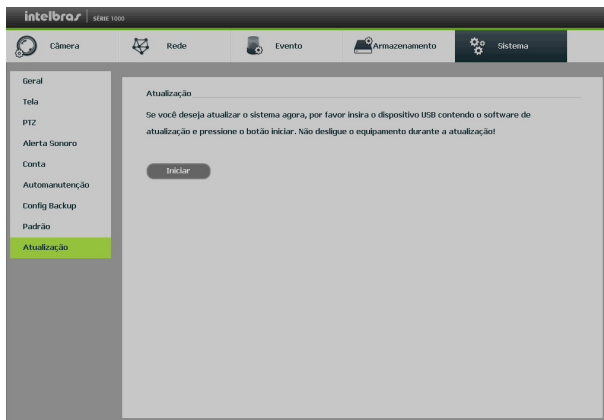 intelbras SÉRIE 1000
Câmera Rede Evento Armazenamento Sistema
Geral
Tela
PTZ
Alerta Sonoro
Conta
Automanutenção
Config Backup
Padrão
Atualização
Atualização
Se você deseja atualizar o sistema agora, por favor insira o dispositivo USB contendo o software de
atualização e pressione o botão iniciar. Não desligue o equipamento durante a atualização!
Iniciar